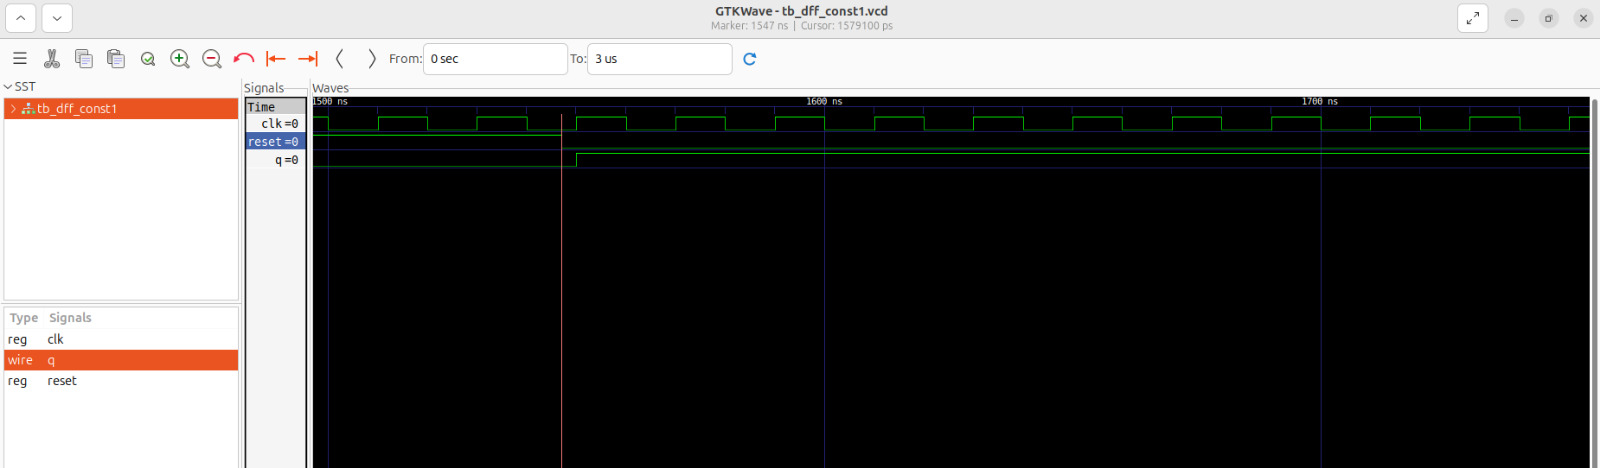 GTKWave - tb_dff_const1.vcd
Marker: 1547 ns | Cursor: 1579100 ps
From: 0 sec To: 3 us
SST
tb_dff_const1
Type Signals
reg clk
wire q
reg reset
Signals
Time
clk=0
reset=0
q=0
Waves
1500 ns 1600 ns 1700 ns